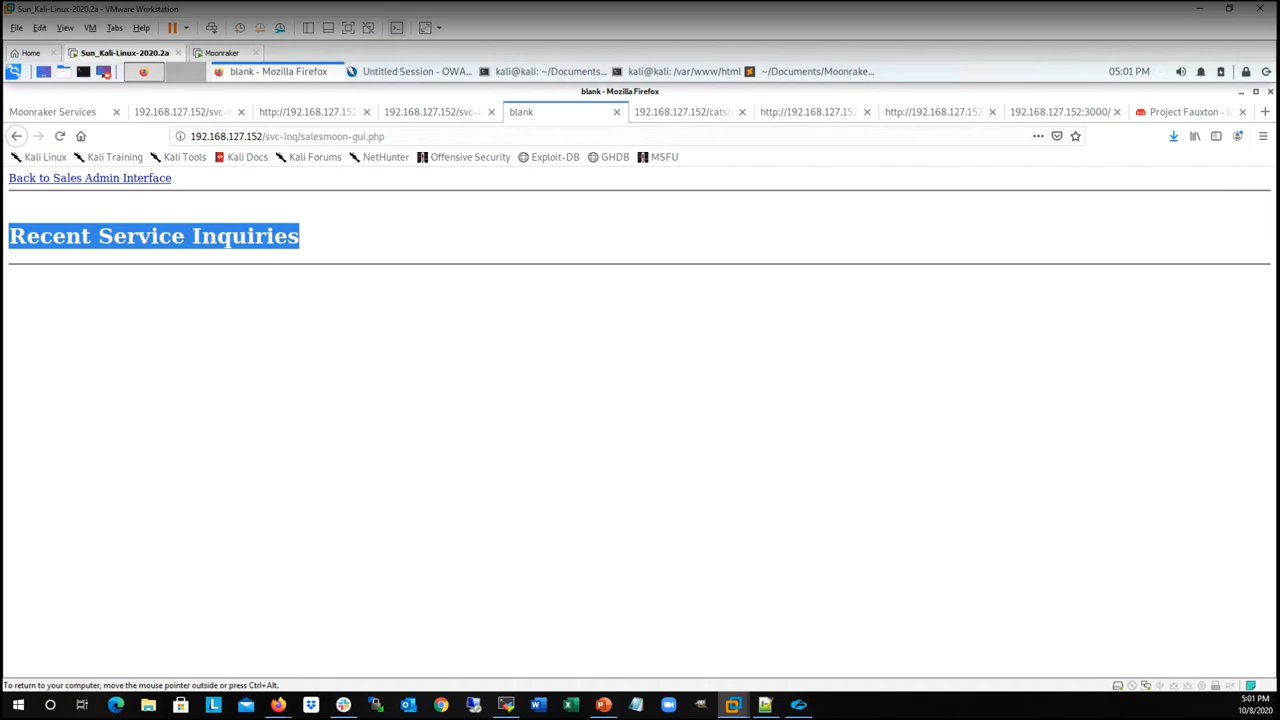 Sun_Kali-Linux-2020.2a - VMware Workstation
File Edit View VM Tabs Help
Home Sun_Kali-Linux-2020.2a Moonraker
blank - Mozilla Firefox Untitled Session - OWA... kali@kali: ~/Documents... kali@kali: /var/www/html ~/Documents/Moonrake... 05:01 PM
blank - Mozilla Firefox
Moonraker Services 192.168.127.152/svc-i http://192.168.127.152 192.168.127.152/svc-i blank 192.168.127.152/cats/ http://192.168.127.152 http://192.168.127.152 192.168.127.152:3000/ Project Fauxton - l
192.168.127.152/svc-inq/salesmoon-gui.php
Kali Linux Kali Training Kali Tools Kali Docs Kali Forums NetHunter Offensive Security Exploit-DB GHDB MSFU
Back to Sales Admin Interface
Recent Service Inquiries
To return to your computer, move the mouse pointer outside or press Ctrl+Alt.
5:01 PM
10/8/2020